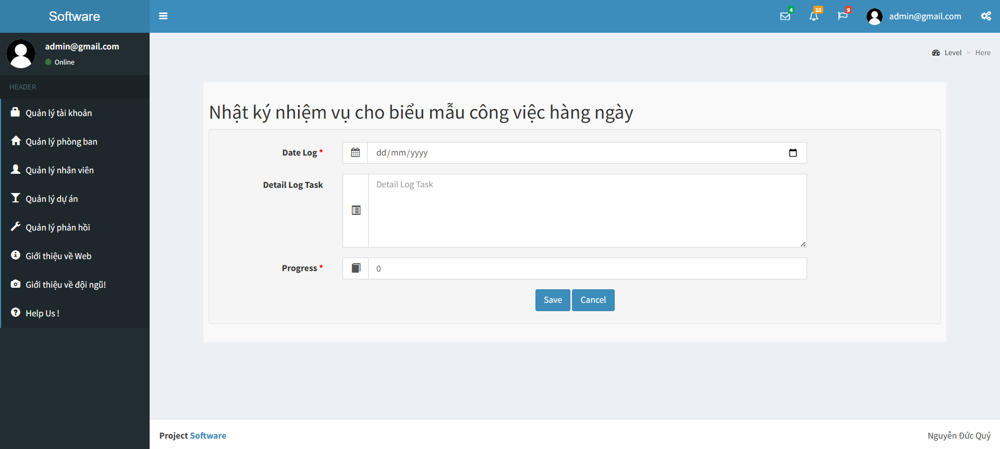 Software
4
10
9
admin@gmail.com
admin@gmail.com
Online
Level > Here
HEADER
Quản lý tài khoản
Quản lý phòng ban
Quản lý nhân viên
Quản lý dự án
Quản lý phản hồi
Giới thiệu về Web
Giới thiệu về đội ngũ!
Help Us !
Nhật ký nhiệm vụ cho biểu mẫu công việc hàng ngày
Date Log *
dd/mm/yyyy
Detail Log Task
Detail Log Task
Progress *
0
Save
Cancel
Project Software
Nguyễn Đức Quý